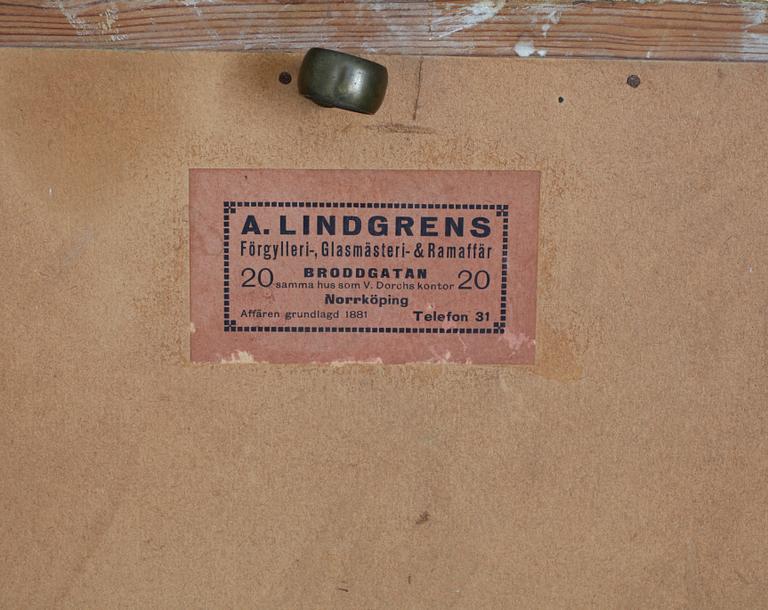 A. LINDGRENS
Förgylleri-, Glasmästeri- & Ramaffär
BRODDGATAN
20 samma hus som V. Dorchs kontor 20
Norrköping
Affären grundlagd 1881 Telefon 31